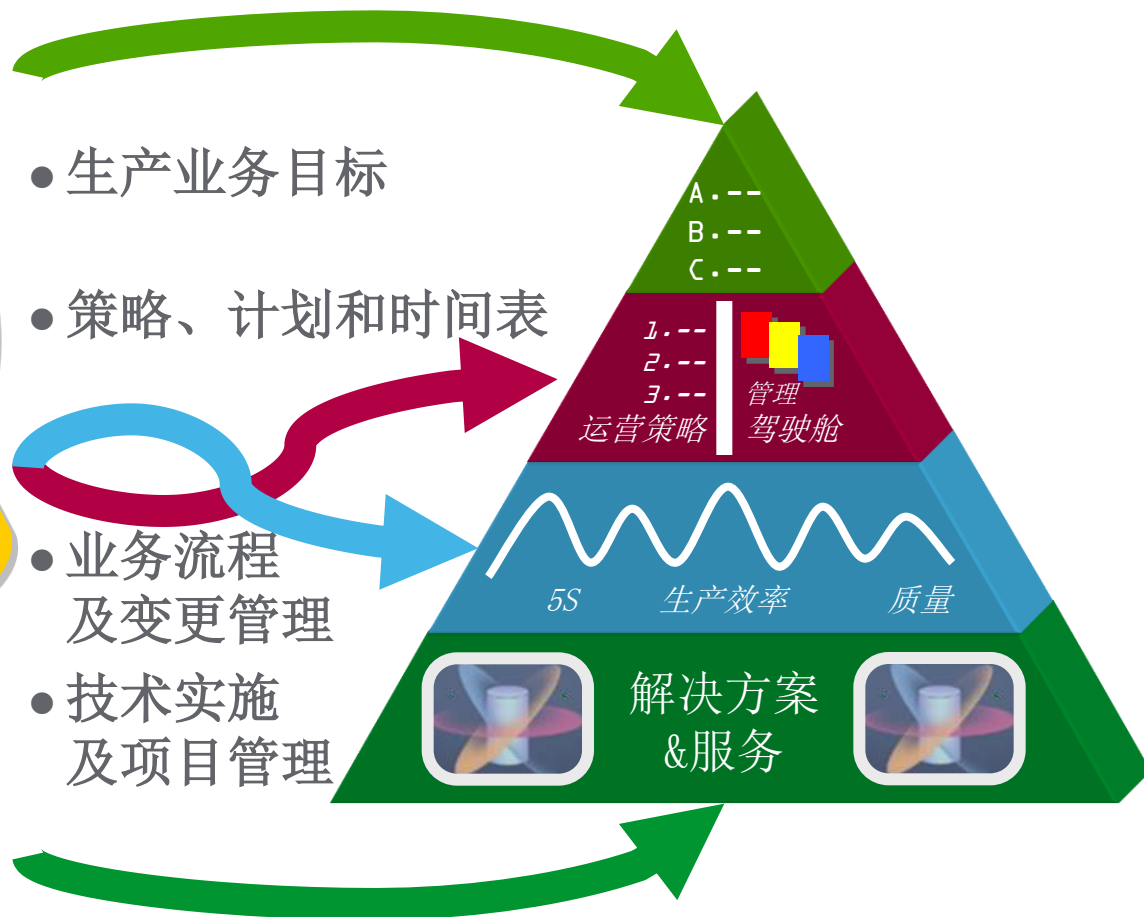 ● 生产业务目标
● 策略、计划和时间表
● 业务流程
及变更管理
● 技术实施
及项目管理
A.--
B.--
C.--
1.--
2.--
3.--
运营策略
管理
驾驶舱
5S 生产效率 质量
解决方案
&服务